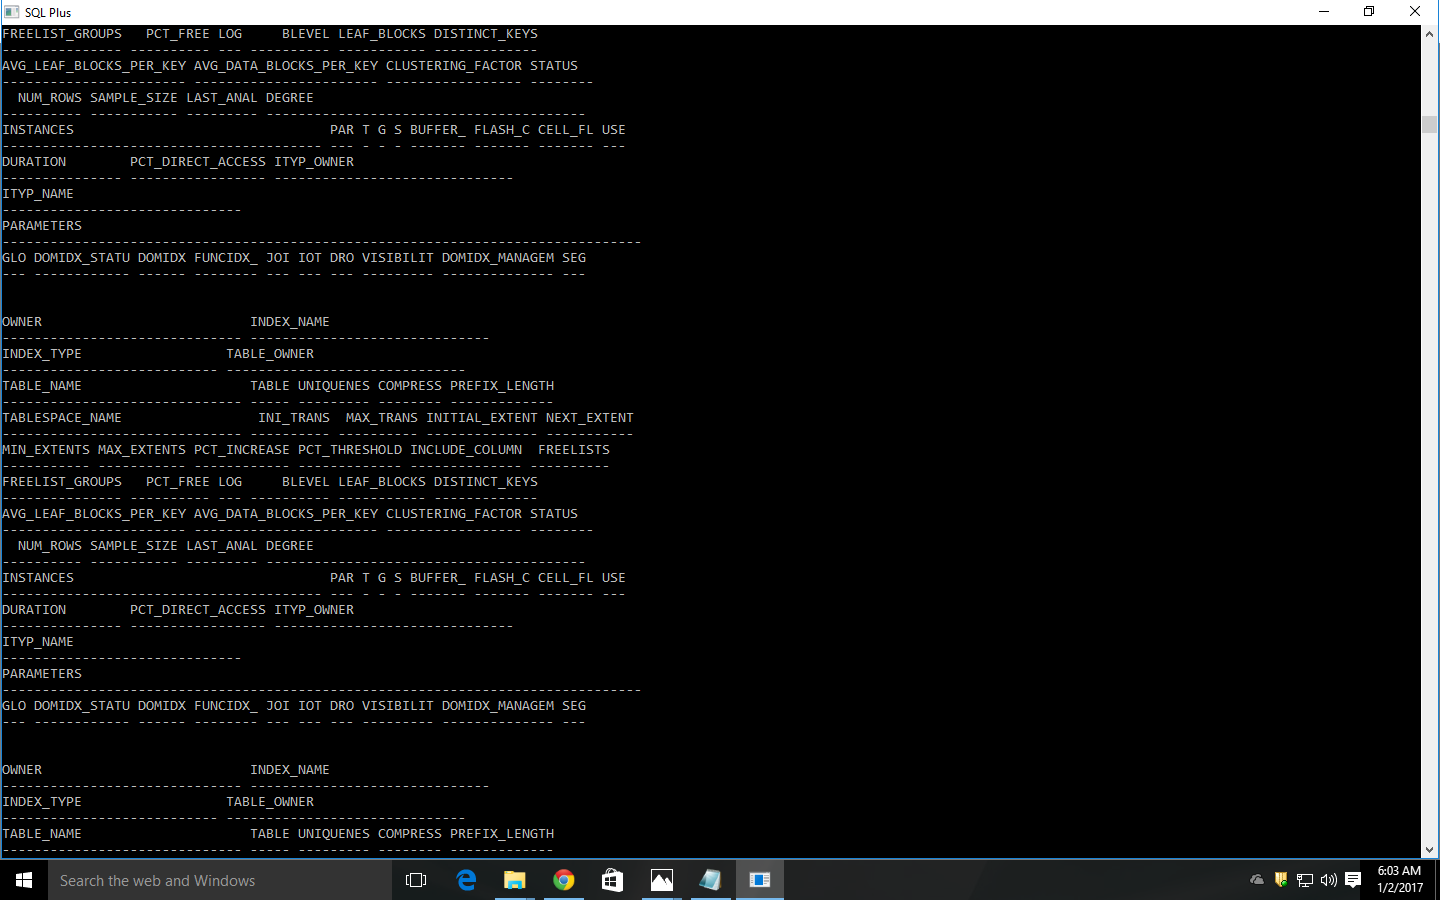 SQL Plus
FREELIST_GROUPS   PCT_FREE LOG     BLEVEL LEAF_BLOCKS DISTINCT_KEYS
--------------- ---------- --- ---------- ----------- -------------
AVG_LEAF_BLOCKS_PER_KEY AVG_DATA_BLOCKS_PER_KEY CLUSTERING_FACTOR STATUS
----------------------- ----------------------- ----------------- --------
  NUM_ROWS SAMPLE_SIZE LAST_ANAL DEGREE
---------- ----------- --------- ----------------------------------------
INSTANCES                                PAR T G S BUFFER_ FLASH_C CELL_FL USE
---------------------------------------- --- - - - ------- ------- ------- ---
DURATION        PCT_DIRECT_ACCESS ITYP_OWNER
--------------- ----------------- ------------------------------
ITYP_NAME
------------------------------
PARAMETERS
--------------------------------------------------------------------------------
GLO DOMIDX_STATU DOMIDX FUNCIDX_ JOI IOT DRO VISIBILIT DOMIDX_MANAGEM SEG
--- ------------ ------ -------- --- --- --- --------- -------------- ---
OWNER                          INDEX_NAME
------------------------------ ------------------------------
INDEX_TYPE                  TABLE_OWNER
--------------------------- ------------------------------
TABLE_NAME                     TABLE UNIQUENES COMPRESS PREFIX_LENGTH
------------------------------ ----- --------- -------- -------------
TABLESPACE_NAME                 INI_TRANS  MAX_TRANS INITIAL_EXTENT NEXT_EXTENT
------------------------------ ---------- ---------- -------------- -----------
MIN_EXTENTS MAX_EXTENTS PCT_INCREASE PCT_THRESHOLD INCLUDE_COLUMN  FREELISTS
----------- ----------- ------------ ------------- -------------- ----------
FREELIST_GROUPS   PCT_FREE LOG     BLEVEL LEAF_BLOCKS DISTINCT_KEYS
--------------- ---------- --- ---------- ----------- -------------
AVG_LEAF_BLOCKS_PER_KEY AVG_DATA_BLOCKS_PER_KEY CLUSTERING_FACTOR STATUS
----------------------- ----------------------- ----------------- --------
  NUM_ROWS SAMPLE_SIZE LAST_ANAL DEGREE
---------- ----------- --------- ----------------------------------------
INSTANCES                                PAR T G S BUFFER_ FLASH_C CELL_FL USE
---------------------------------------- --- - - - ------- ------- ------- ---
DURATION        PCT_DIRECT_ACCESS ITYP_OWNER
--------------- ----------------- ------------------------------
ITYP_NAME
------------------------------
PARAMETERS
--------------------------------------------------------------------------------
GLO DOMIDX_STATU DOMIDX FUNCIDX_ JOI IOT DRO VISIBILIT DOMIDX_MANAGEM SEG
--- ------------ ------ -------- --- --- --- --------- -------------- ---
OWNER                          INDEX_NAME
------------------------------ ------------------------------
INDEX_TYPE                  TABLE_OWNER
--------------------------- ------------------------------
TABLE_NAME                     TABLE UNIQUENES COMPRESS PREFIX_LENGTH
------------------------------ ----- --------- -------- -------------
Search the web and Windows
6:03 AM
1/2/2017